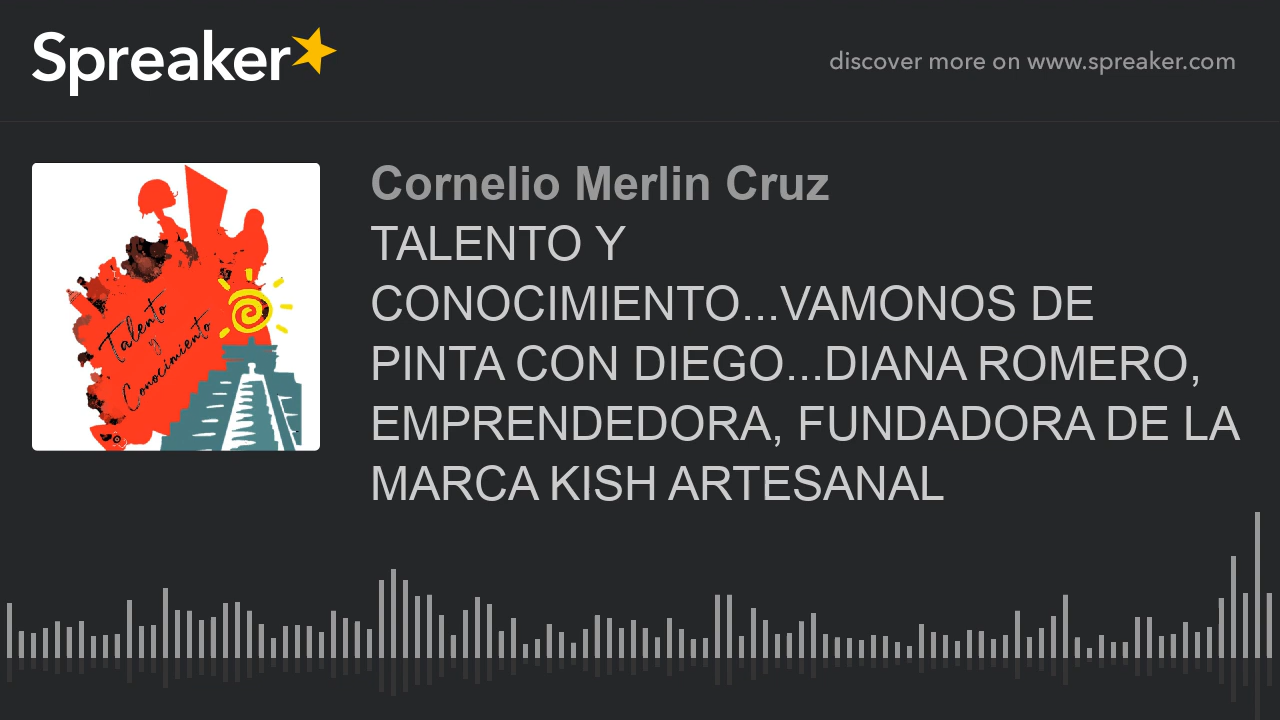 Spreaker
discover more on www.spreaker.com
Cornelio Merlin Cruz
TALENTO Y
CONOCIMIENTO...VAMONOS DE
PINTA CON DIEGO...DIANA ROMERO,
EMPRENDEDORA, FUNDADORA DE LA
MARCA KISH ARTESANAL
Talento
y
Conocimiento